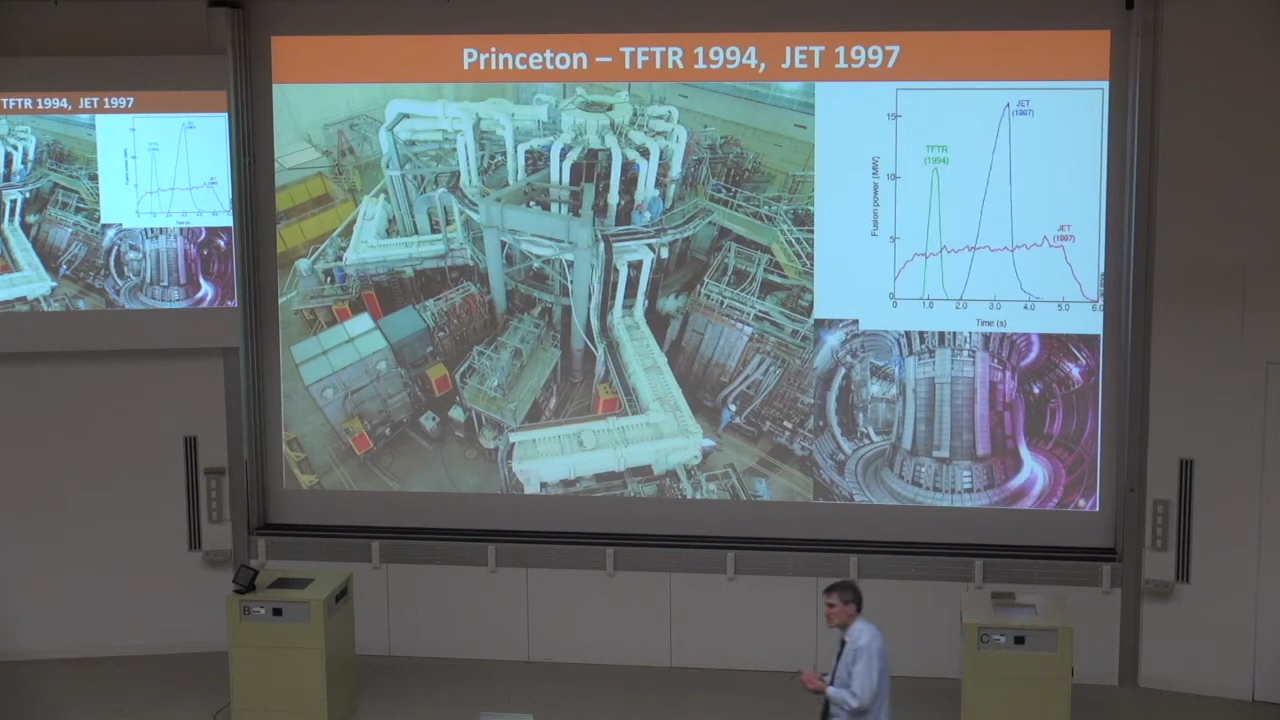 Princeton – TFTR 1994, JET 1997
TFTR 1994, JET 1997
JET
(1997)
TFTR
(1994)
JET
(1997)
Fusion power (MW)
15
10
5
0
0
1.0
2.0
3.0
4.0
5.0
6.0
Time (s)
B
C